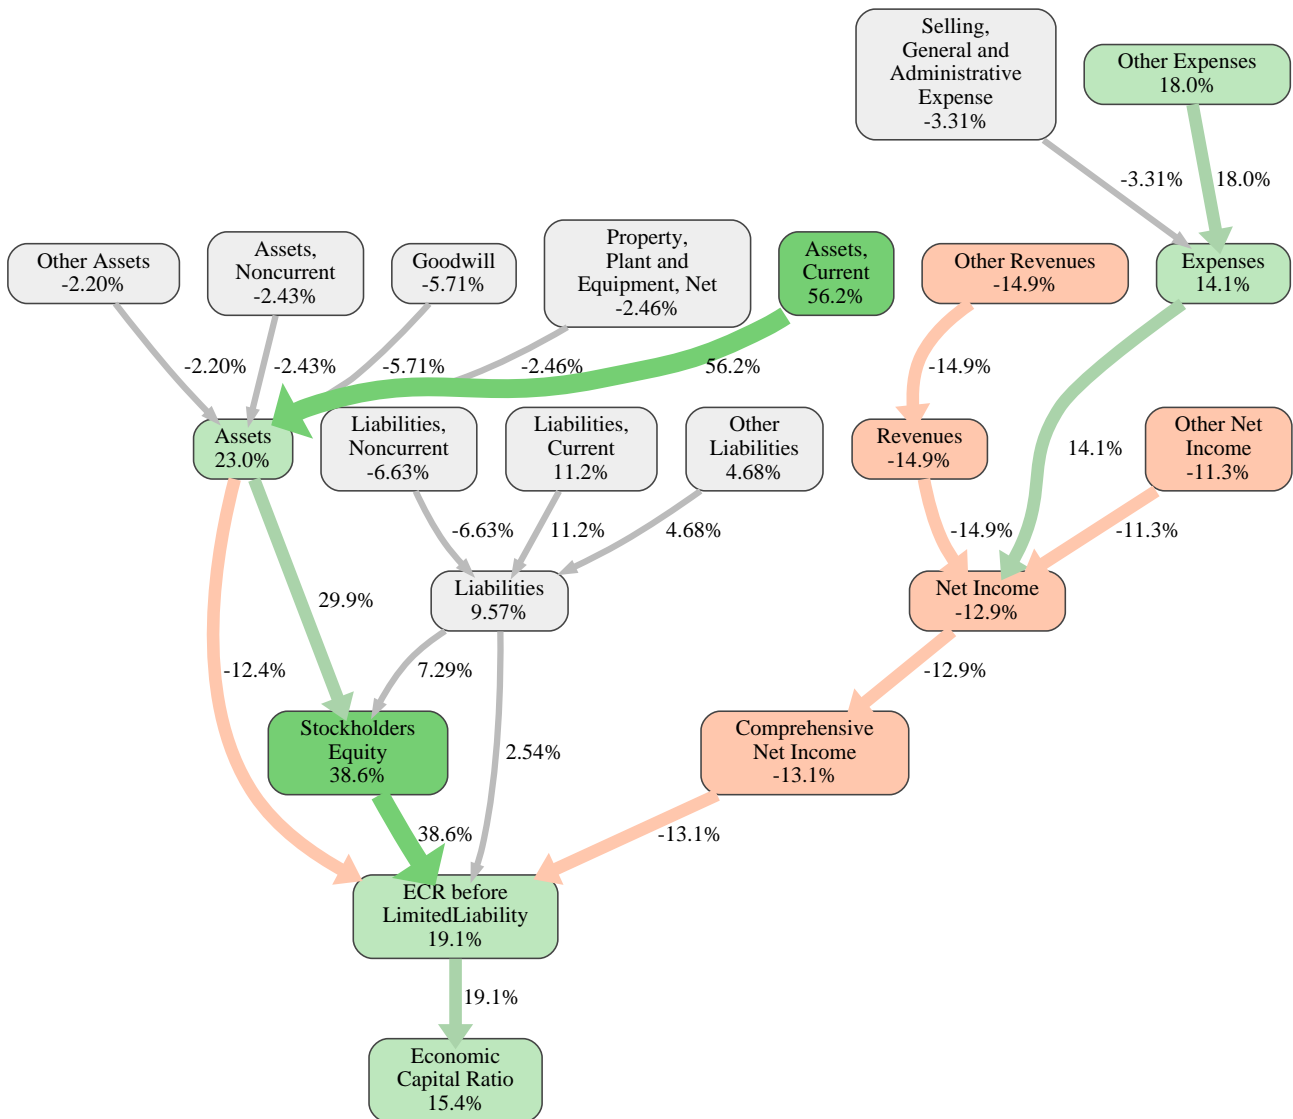 Selling,
General and
Administrative
Expense
-3.31%
Other Expenses
18.0%
-3.31%
18.0%
Other Assets
-2.20%
Assets,
Noncurrent
-2.43%
Goodwill
-5.71%
Property,
Plant and
Equipment, Net
-2.46%
Assets,
Current
56.2%
Other Revenues
-14.9%
Expenses
14.1%
-2.20%
-2.43%
-5.71%
-2.46%
56.2%
-14.9%
14.1%
Assets
23.0%
Liabilities,
Noncurrent
-6.63%
Liabilities,
Current
11.2%
Other
Liabilities
4.68%
Revenues
-14.9%
Other Net
Income
-11.3%
-6.63%
11.2%
4.68%
-14.9%
-11.3%
29.9%
Liabilities
9.57%
Net Income
-12.9%
-12.4%
7.29%
2.54%
-12.9%
Stockholders
Equity
38.6%
Comprehensive
Net Income
-13.1%
38.6%
-13.1%
ECR before
LimitedLiability
19.1%
19.1%
Economic
Capital Ratio
15.4%